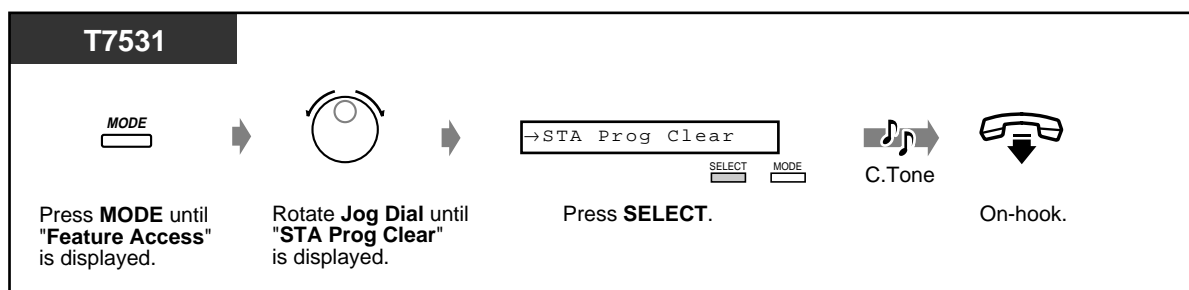 T7531
MODE
→STA Prog Clear
SELECT MODE
C.Tone
Press MODE until
"Feature Access"
is displayed.
Rotate Jog Dial until
"STA Prog Clear"
is displayed.
Press SELECT.
On-hook.